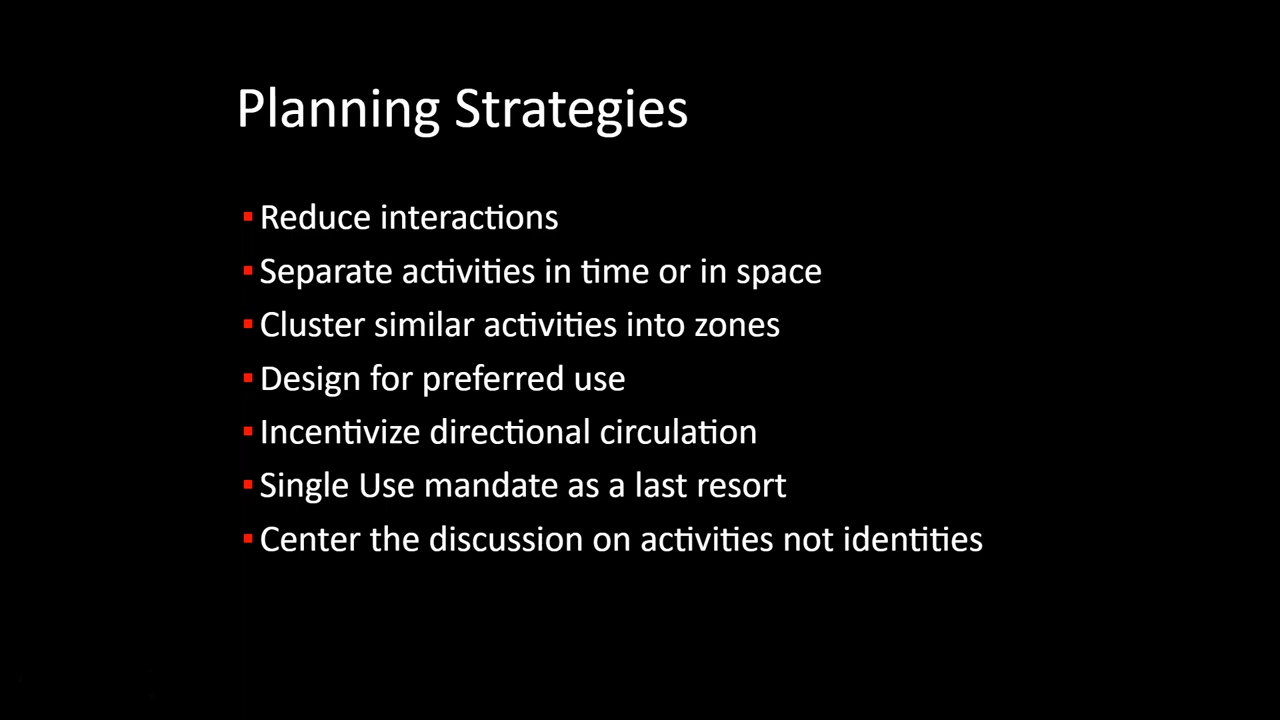 Planning Strategies
Reduce interactions
Separate activities in time or in space
Cluster similar activities into zones
Design for preferred use
Incentivize directional circulation
Single Use mandate as a last resort
Center the discussion on activities not identities